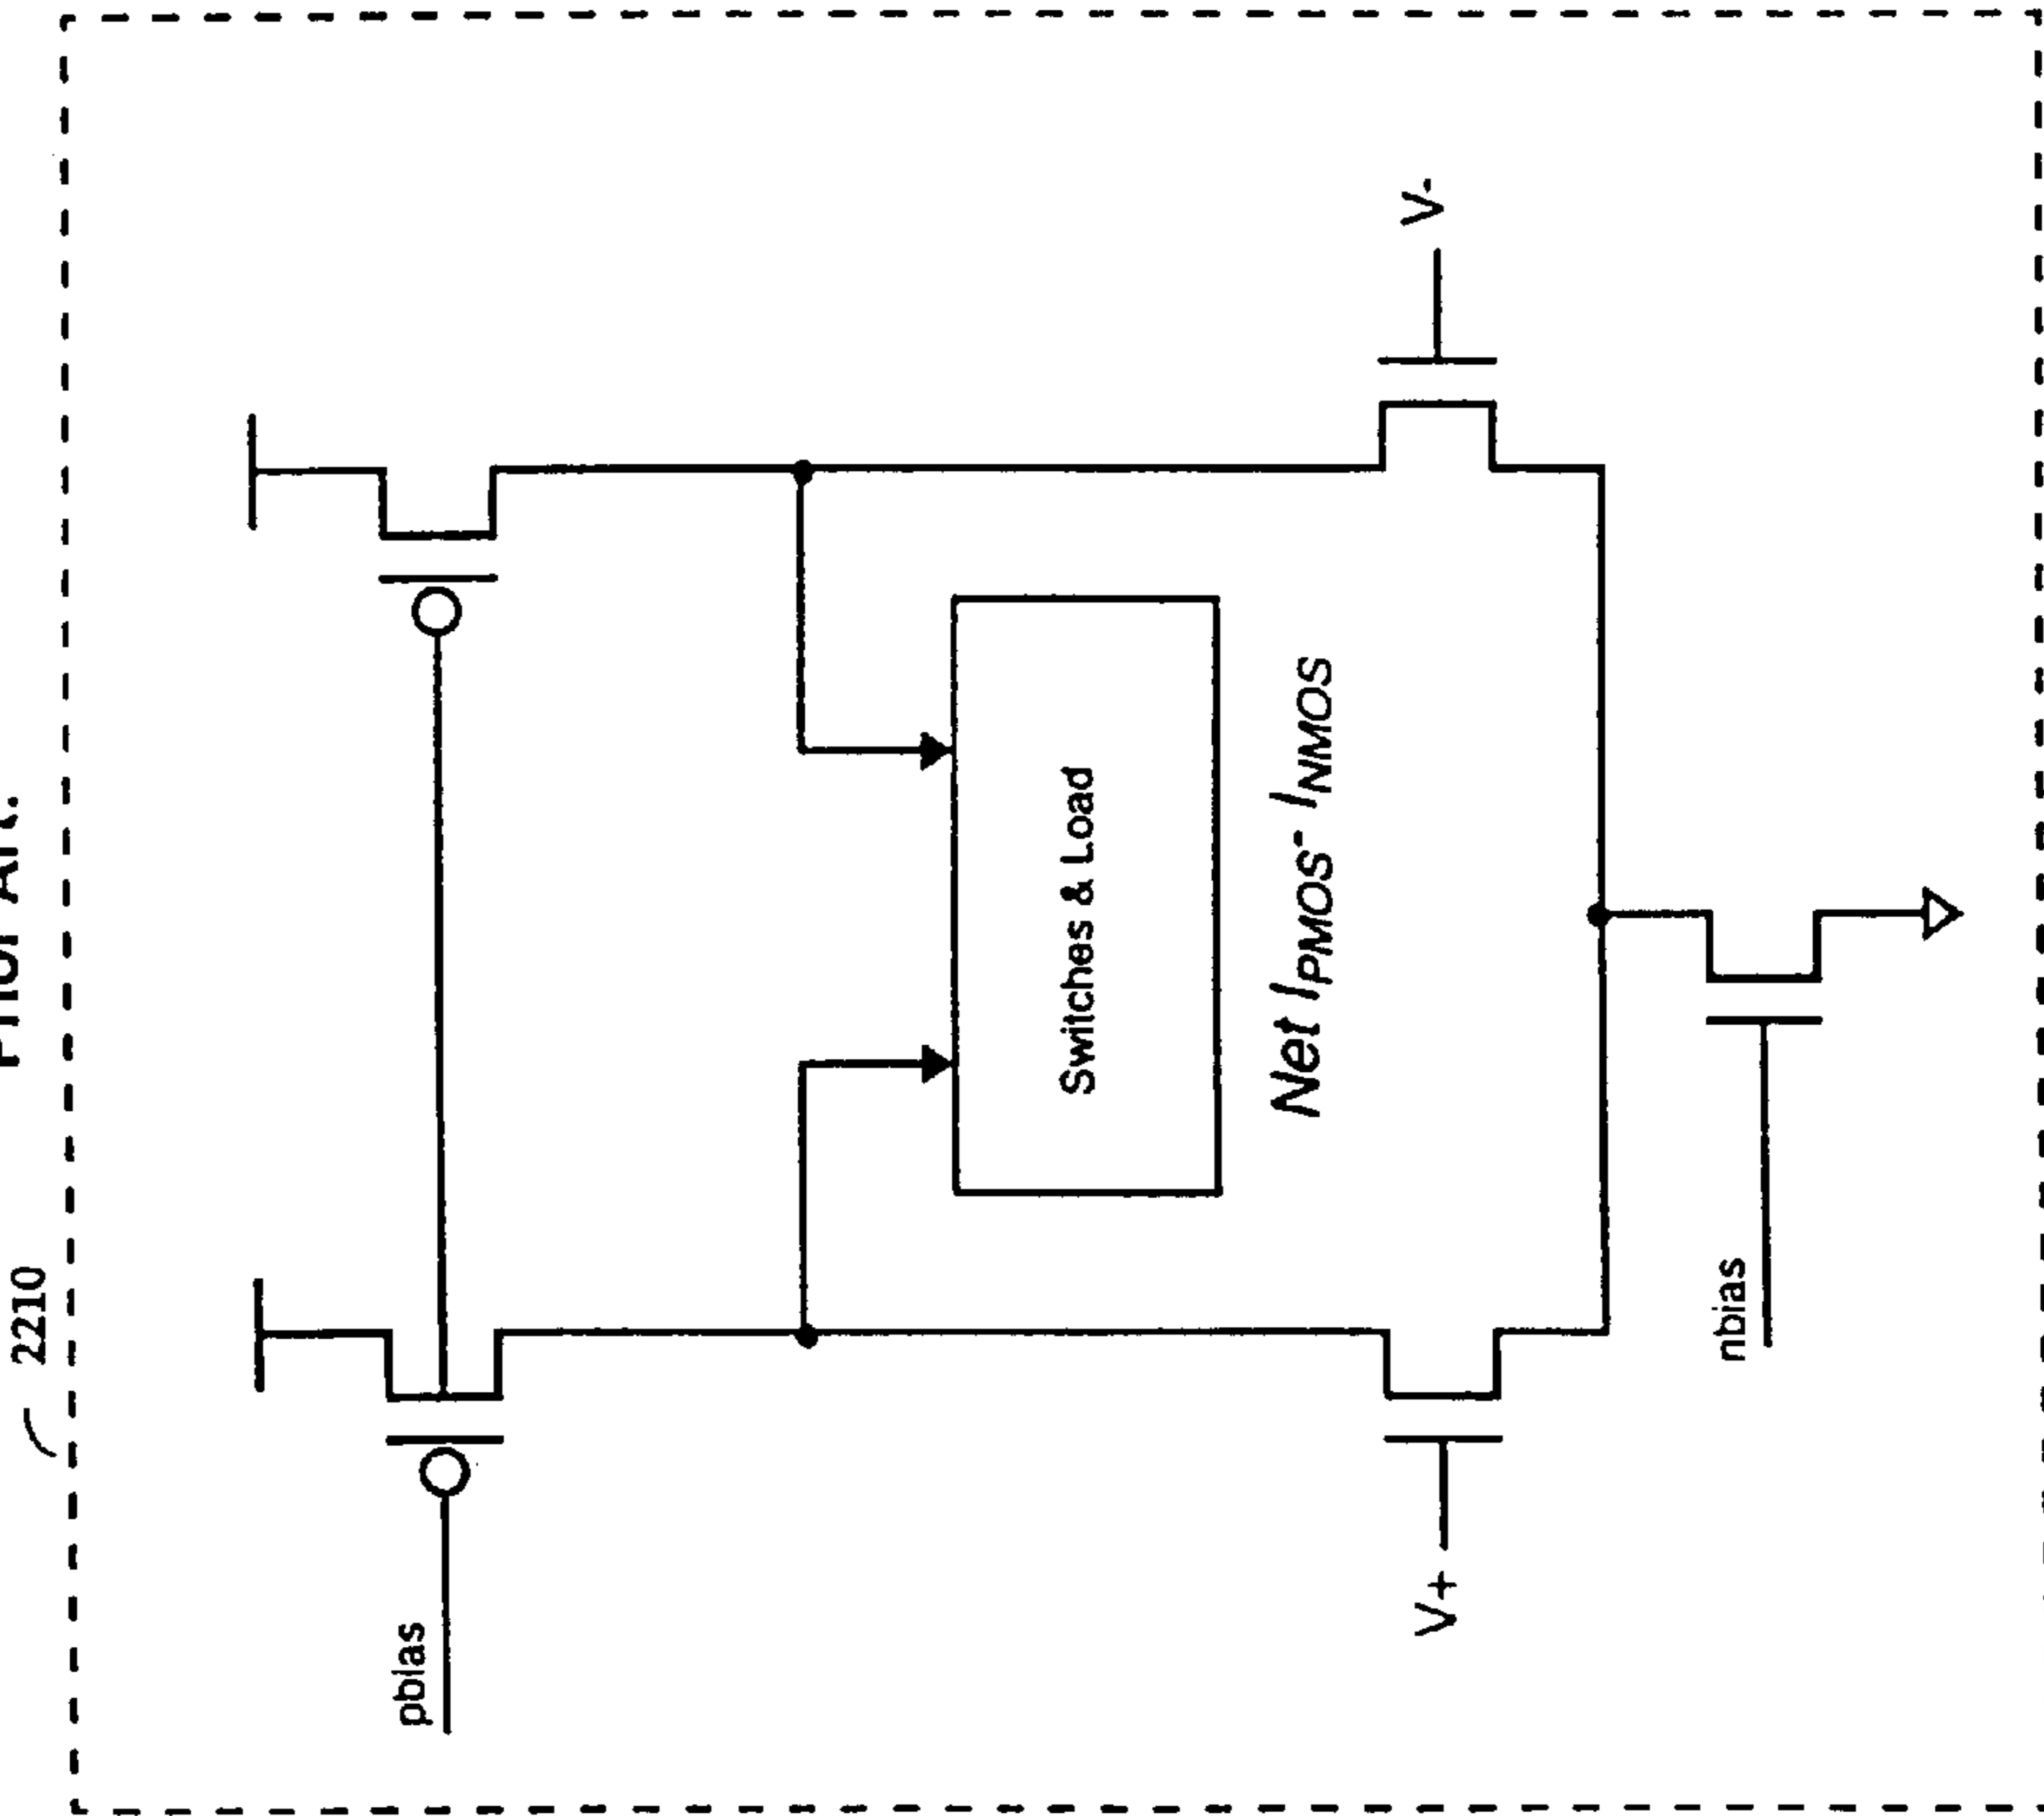 Prior Art.
2210
pbias
Switches & Load
Net IPMOS- INMOS
V+
V-
nbias